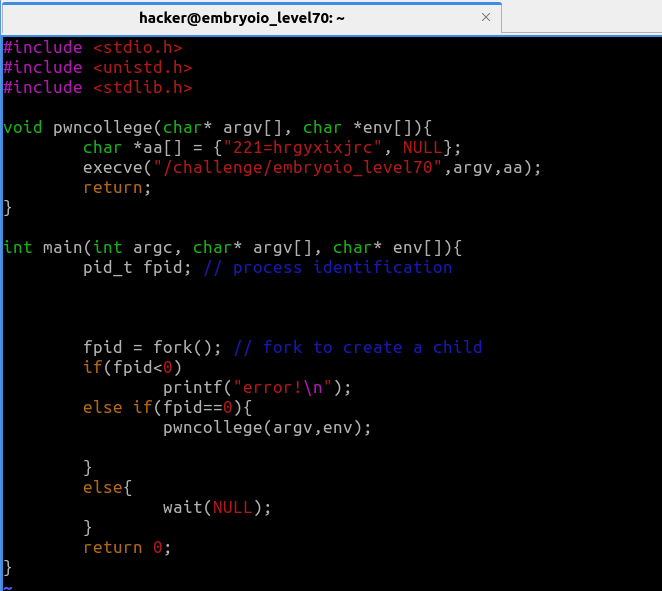 hacker@embryoio_level70: ~
#include <stdio.h>
#include <unistd.h>
#include <stdlib.h>
void pwncollege(char* argv[], char *env[]){
char *aa[] = {"221=hrgyxixjrc", NULL};
execve("/challenge/embryoio_level70",argv,aa);
return;
}
int main(int argc, char* argv[], char* env[]){
pid_t fpid; // process identification
fpid = fork(); // fork to create a child
if(fpid<0)
printf("error!\n");
else if(fpid==0){
pwncollege(argv,env);
}
else{
wait(NULL);
}
return 0;
}
~